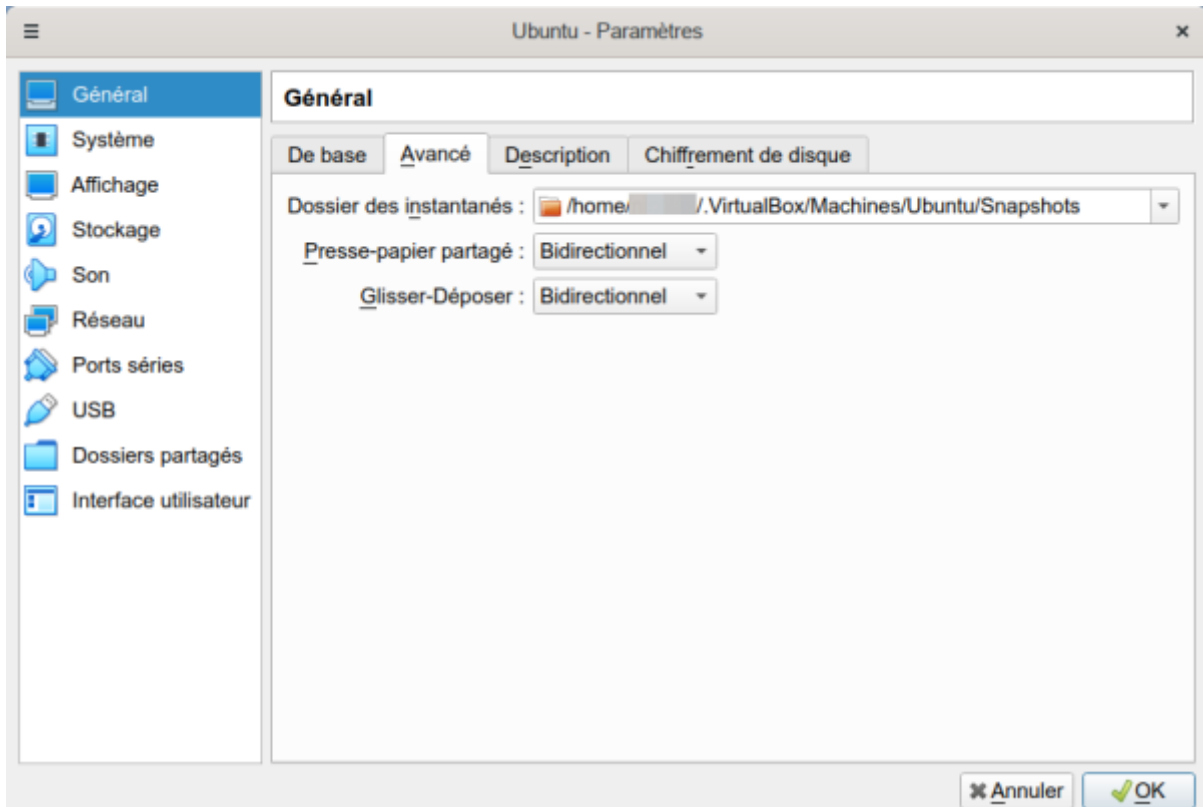 Ubuntu - Paramètres
Général
Système
Affichage
Stockage
Son
Réseau
Ports séries
USB
Dossiers partagés
Interface utilisateur
Général
De base Avancé Description Chiffrement de disque
Dossier des instantanés : /home/ /.VirtualBox/Machines/Ubuntu/Snapshots
Presse-papier partagé : Bidirectionnel
Glisser-Déposer : Bidirectionnel
Annuler OK